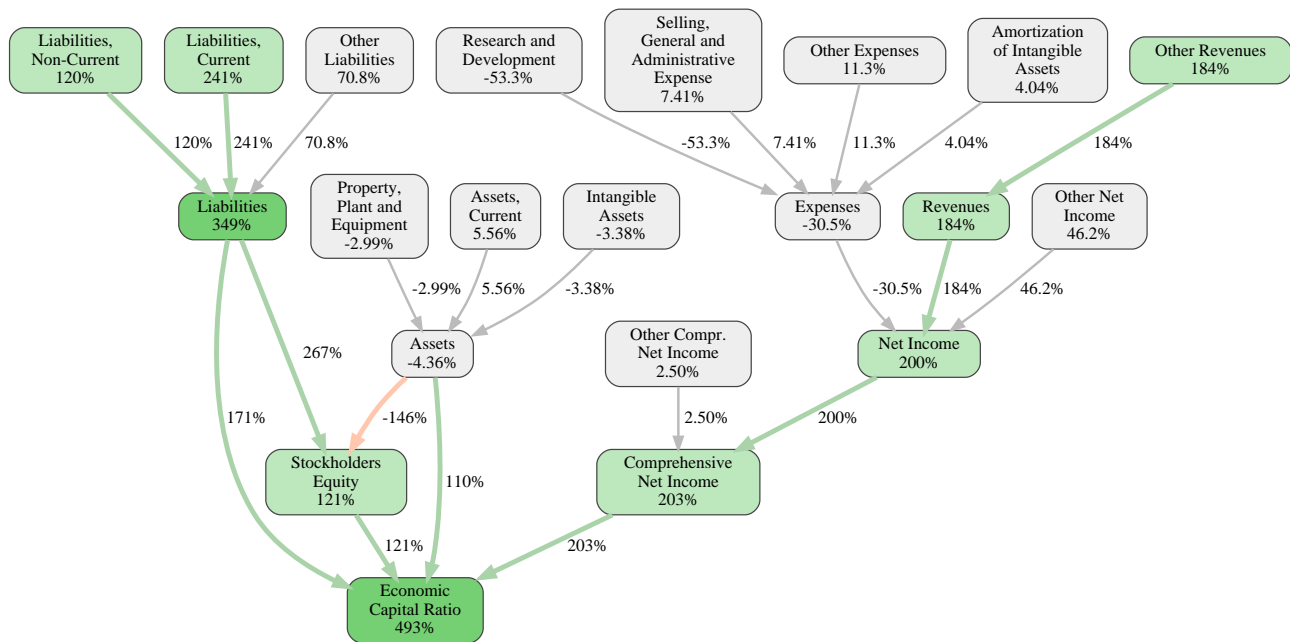 Liabilities,
Non-Current
120%
Liabilities,
Current
241%
Other
Liabilities
70.8%
Research and
Development
-53.3%
Selling,
General and
Administrative
Expense
7.41%
Other Expenses
11.3%
Amortization
of Intangible
Assets
4.04%
Other Revenues
184%
120%
241%
70.8%
-53.3%
7.41%
11.3%
4.04%
184%
Liabilities
349%
Property,
Plant and
Equipment
-2.99%
Assets,
Current
5.56%
Intangible
Assets
-3.38%
Expenses
-30.5%
Revenues
184%
Other Net
Income
46.2%
-2.99%
5.56%
-3.38%
-30.5%
184%
46.2%
267%
Assets
-4.36%
Other Compr.
Net Income
2.50%
Net Income
200%
171%
-146%
110%
2.50%
200%
Stockholders
Equity
121%
Comprehensive
Net Income
203%
121%
203%
Economic
Capital Ratio
493%